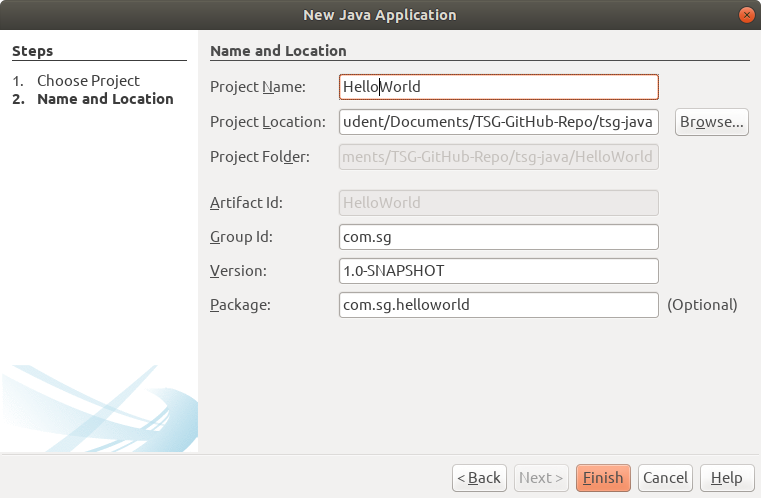 New Java Application
Steps
1. Choose Project
2. Name and Location
Name and Location
Project Name: HelloWorld
Project Location: udent/Documents/TSG-GitHub-Repo/tsg-java Browse...
Project Folder: ments/TSG-GitHub-Repo/tsg-java/HelloWorld
Artifact Id: HelloWorld
Group Id: com.sg
Version: 1.0-SNAPSHOT
Package: com.sg.helloworld (Optional)
< Back Next > Finish Cancel Help